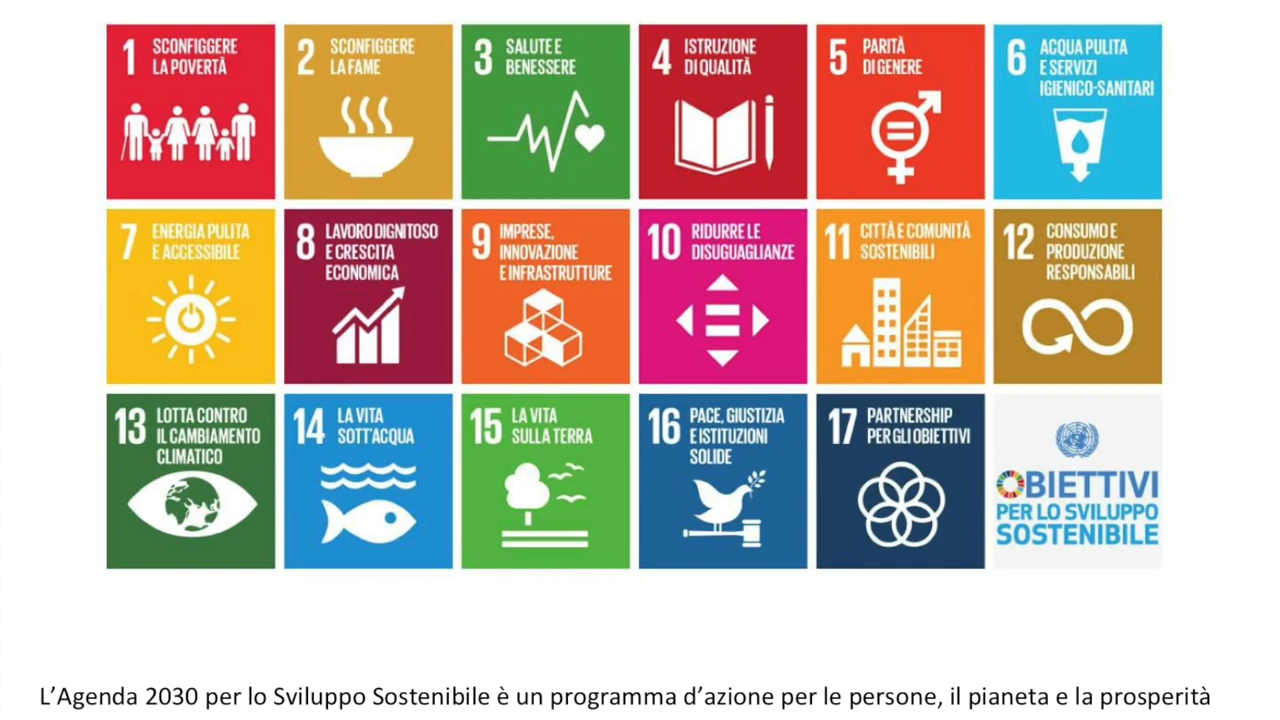 1 SCONFIGGERE
LA POVERTÀ
2 SCONFIGGERE
LA FAME
3 SALUTE E
BENESSERE
4 ISTRUZIONE
DI QUALITÀ
5 PARITÀ
DI GENERE
6 ACQUA PULITA
E SERVIZI
IGIENICO-SANITARI
7 ENERGIA PULITA
E ACCESSIBILE
8 LAVORO DIGNITOSO
E CRESCITA
ECONOMICA
9 IMPRESE,
INNOVAZIONE
E INFRASTRUTTURE
10 RIDURRE LE
DISUGUAGLIANZE
11 CITTÀ E COMUNITÀ
SOSTENIBILI
12 CONSUMO E
PRODUZIONE
RESPONSABILI
13 LOTTA CONTRO
IL CAMBIAMENTO
CLIMATICO
14 LA VITA
SOTT'ACQUA
15 LA VITA
SULLA TERRA
16 PACE, GIUSTIZIA
E ISTITUZIONI
SOLIDE
17 PARTNERSHIP
PER GLI OBIETTIVI
OBIETTIVI
PER LO SVILUPPO
SOSTENIBILE
L’Agenda 2030 per lo Sviluppo Sostenibile è un programma d’azione per le persone, il pianeta e la prosperità